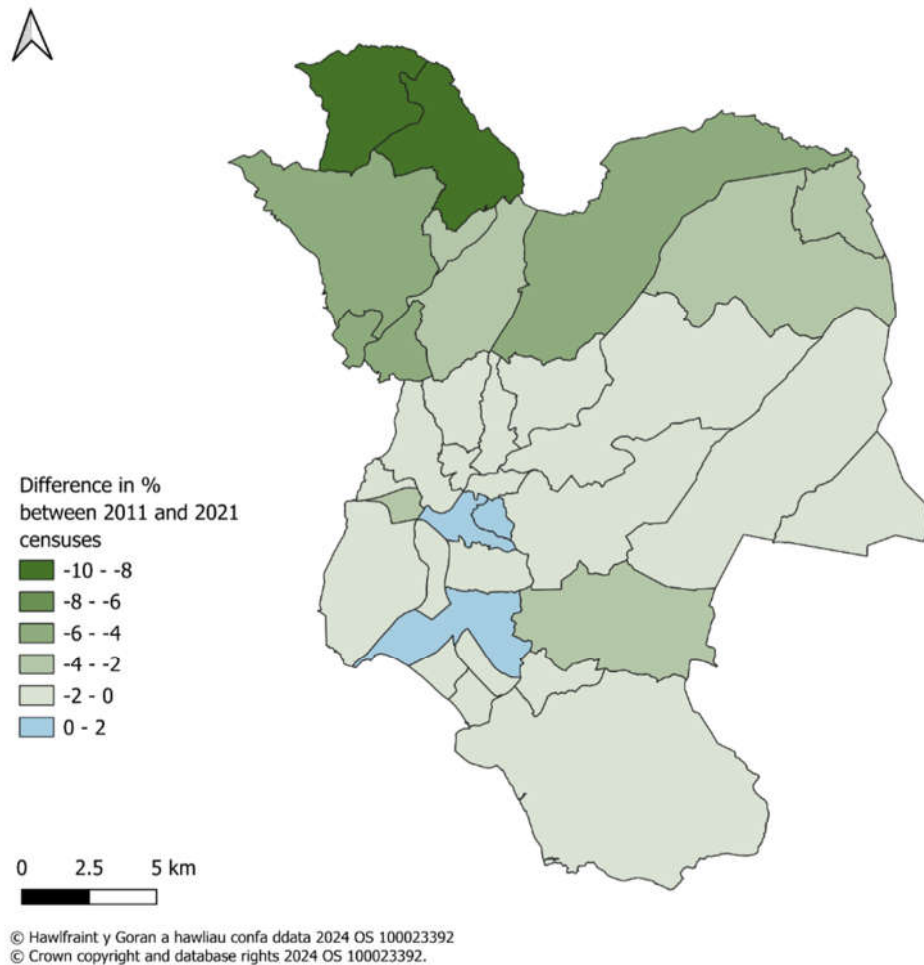 Difference in %
between 2011 and 2021
censuses
-10 - -8
-8 - -6
-6 - -4
-4 - -2
-2 - 0
0 - 2
0 2.5 5 km
© Hawlfraint y Goran a hawliau confa ddata 2024 OS 100023392
© Crown copyright and database rights 2024 OS 100023392.